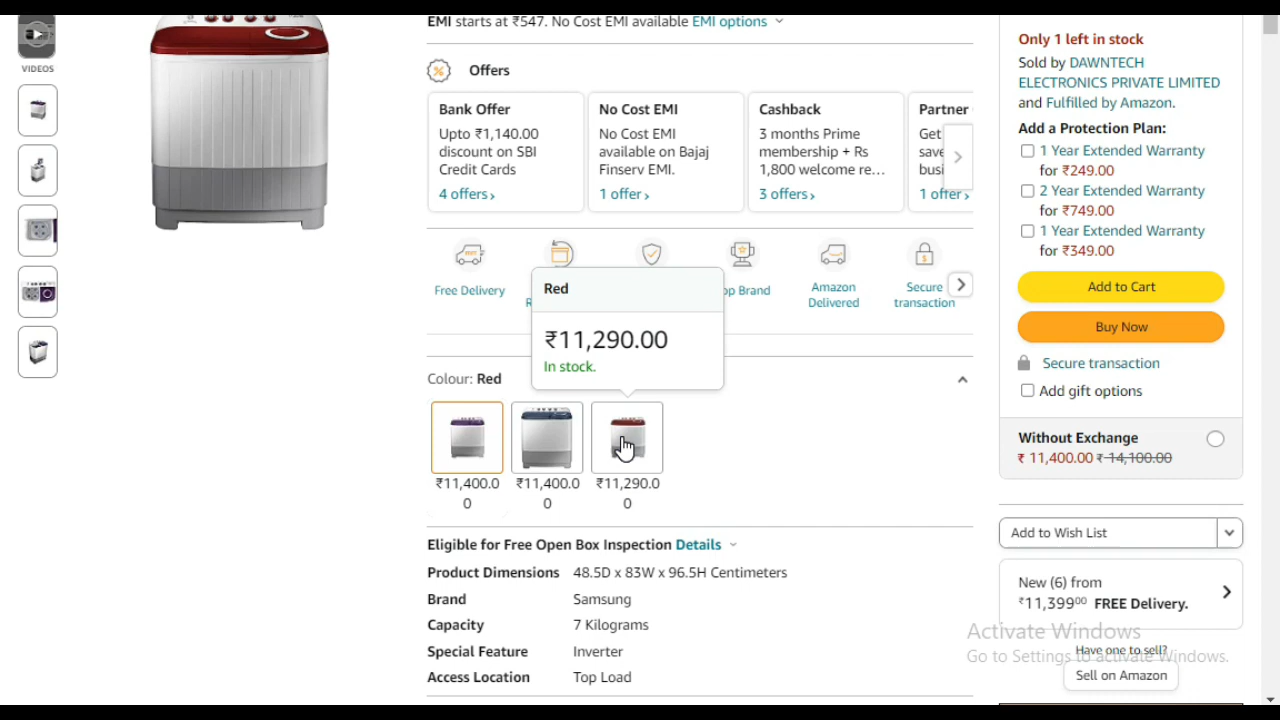 EMI starts at ₹547. No Cost EMI available EMI options
VIDEOS
Offers
Bank Offer
Upto ₹1,140.00
discount on SBI
Credit Cards
4 offers
No Cost EMI
No Cost EMI
available on Bajaj
Finserv EMI.
1 offer
Cashback
3 months Prime
membership + Rs
1,800 welcome re...
3 offers
Partner
Get
save
busi
1 offer
Free Delivery
R
op Brand
Amazon
Delivered
Secure
transaction
Red
₹11,290.00
In stock.
Colour: Red
₹11,400.0
0
₹11,400.0
0
₹11,290.0
0
Eligible for Free Open Box Inspection Details
Product Dimensions 48.5D x 83W x 96.5H Centimeters
Brand Samsung
Capacity 7 Kilograms
Special Feature Inverter
Access Location Top Load
Only 1 left in stock
Sold by DAWNTECH
ELECTRONICS PRIVATE LIMITED
and Fulfilled by Amazon.
Add a Protection Plan:
1 Year Extended Warranty
for ₹249.00
2 Year Extended Warranty
for ₹749.00
1 Year Extended Warranty
for ₹349.00
Add to Cart
Buy Now
Secure transaction
Add gift options
Without Exchange
₹ 11,400.00 ₹ 14,100.00
Add to Wish List
New (6) from
₹11,399⁰⁰ FREE Delivery.
Activate Windows
Go to Settings to activate Windows.
Have one to sell?
Sell on Amazon